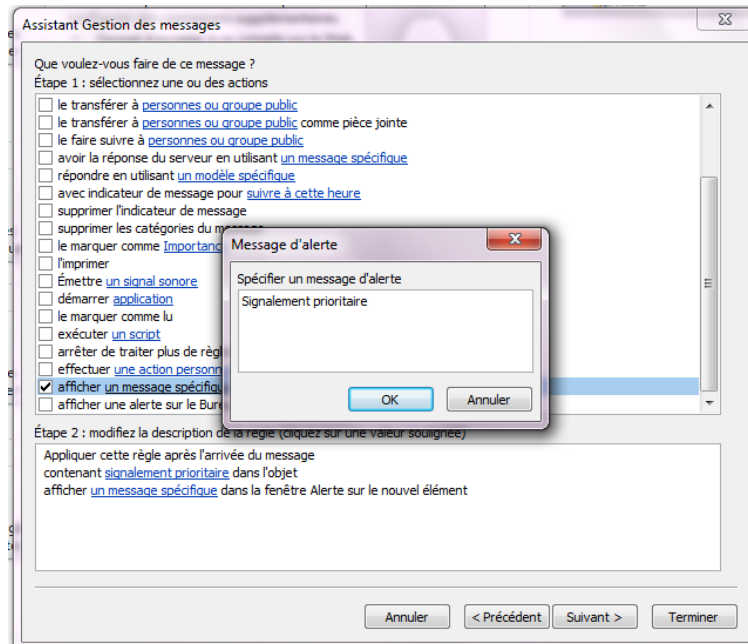 Assistant Gestion des messages
Que voulez-vous faire de ce message ?
Étape 1 : sélectionnez une ou des actions
le transférer à personnes ou groupe public
le transférer à personnes ou groupe public comme pièce jointe
le faire suivre à personnes ou groupe public
avoir la réponse du serveur en utilisant un message spécifique
répondre en utilisant un modèle spécifique
avec indicateur de message pour suivre à cette heure
supprimer l'indicateur de message
supprimer les catégories du message
le marquer comme Importanc
l'imprimer
Émettre un signal sonore
démarrer application
le marquer comme lu
exécuter un script
arrêter de traiter plus de règl
effectuer une action personn
afficher un message spécifiqu
afficher une alerte sur le Bure
Message d'alerte
Spécifier un message d'alerte
Signalement prioritaire
OK
Annuler
Étape 2 : modifiez la description de la règle (cliquez sur une valeur soulignée)
Appliquer cette règle après l'arrivée du message
contenant signalement prioritaire dans l'objet
afficher un message spécifique dans la fenêtre Alerte sur le nouvel élément
Annuler
< Précédent
Suivant >
Terminer